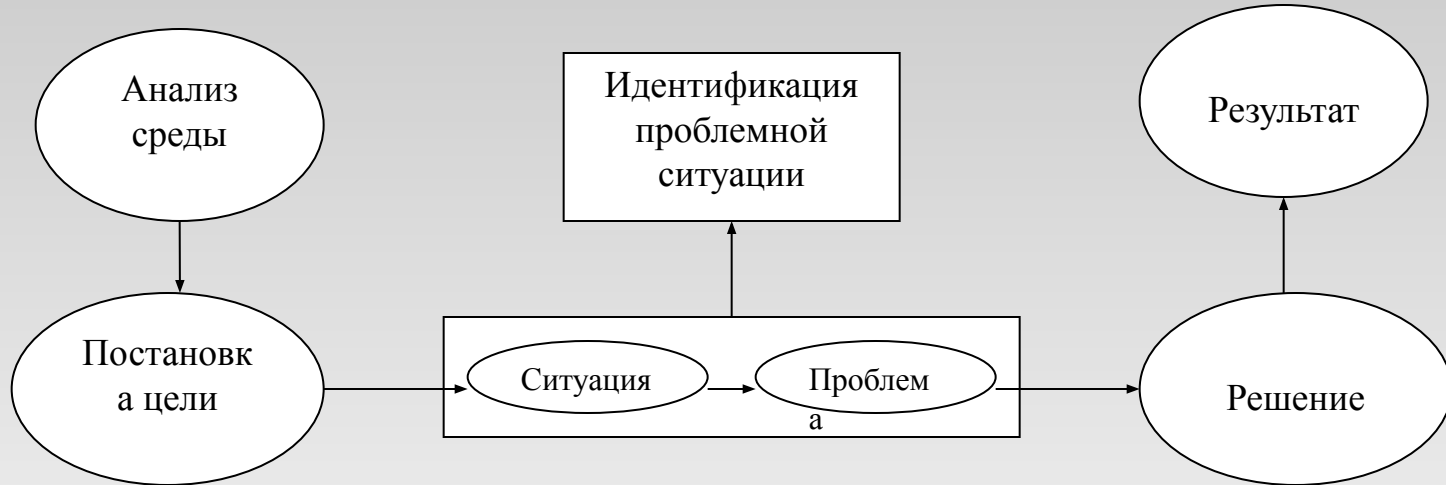 Анализ
среды
Идентификация
проблемной
ситуации
Результат
Постановк
а цели
Ситуация
Проблем
а
Решение